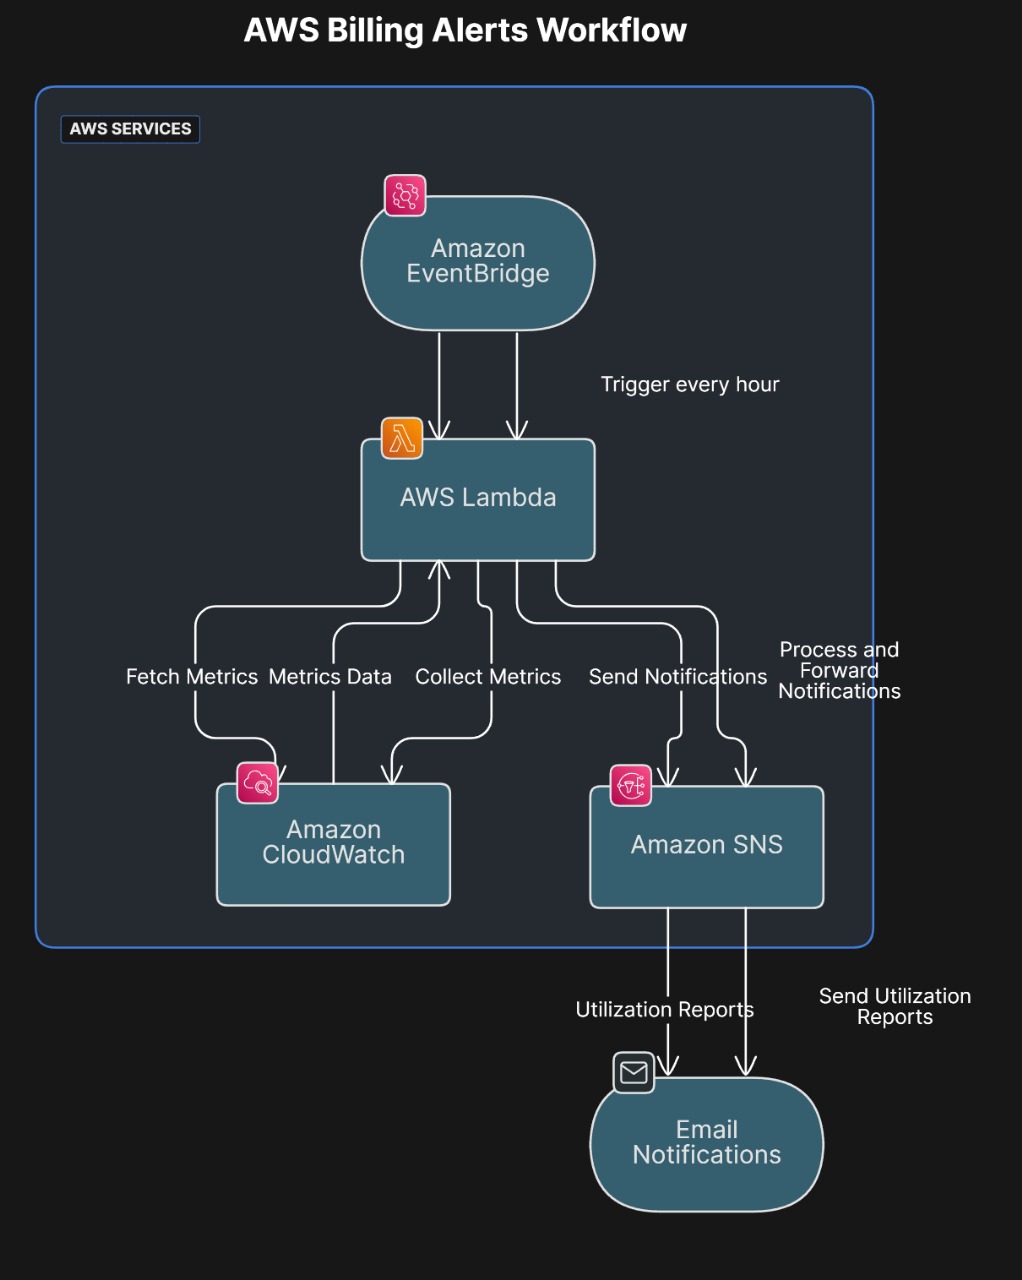 AWS Billing Alerts Workflow
AWS SERVICES
Amazon
EventBridge
Trigger every hour
AWS Lambda
Fetch Metrics
Metrics Data
Collect Metrics
Send Notifications
Process and
Forward
Notifications
Amazon
CloudWatch
Amazon SNS
Utilization Reports
Send Utilization
Reports
Email
Notifications